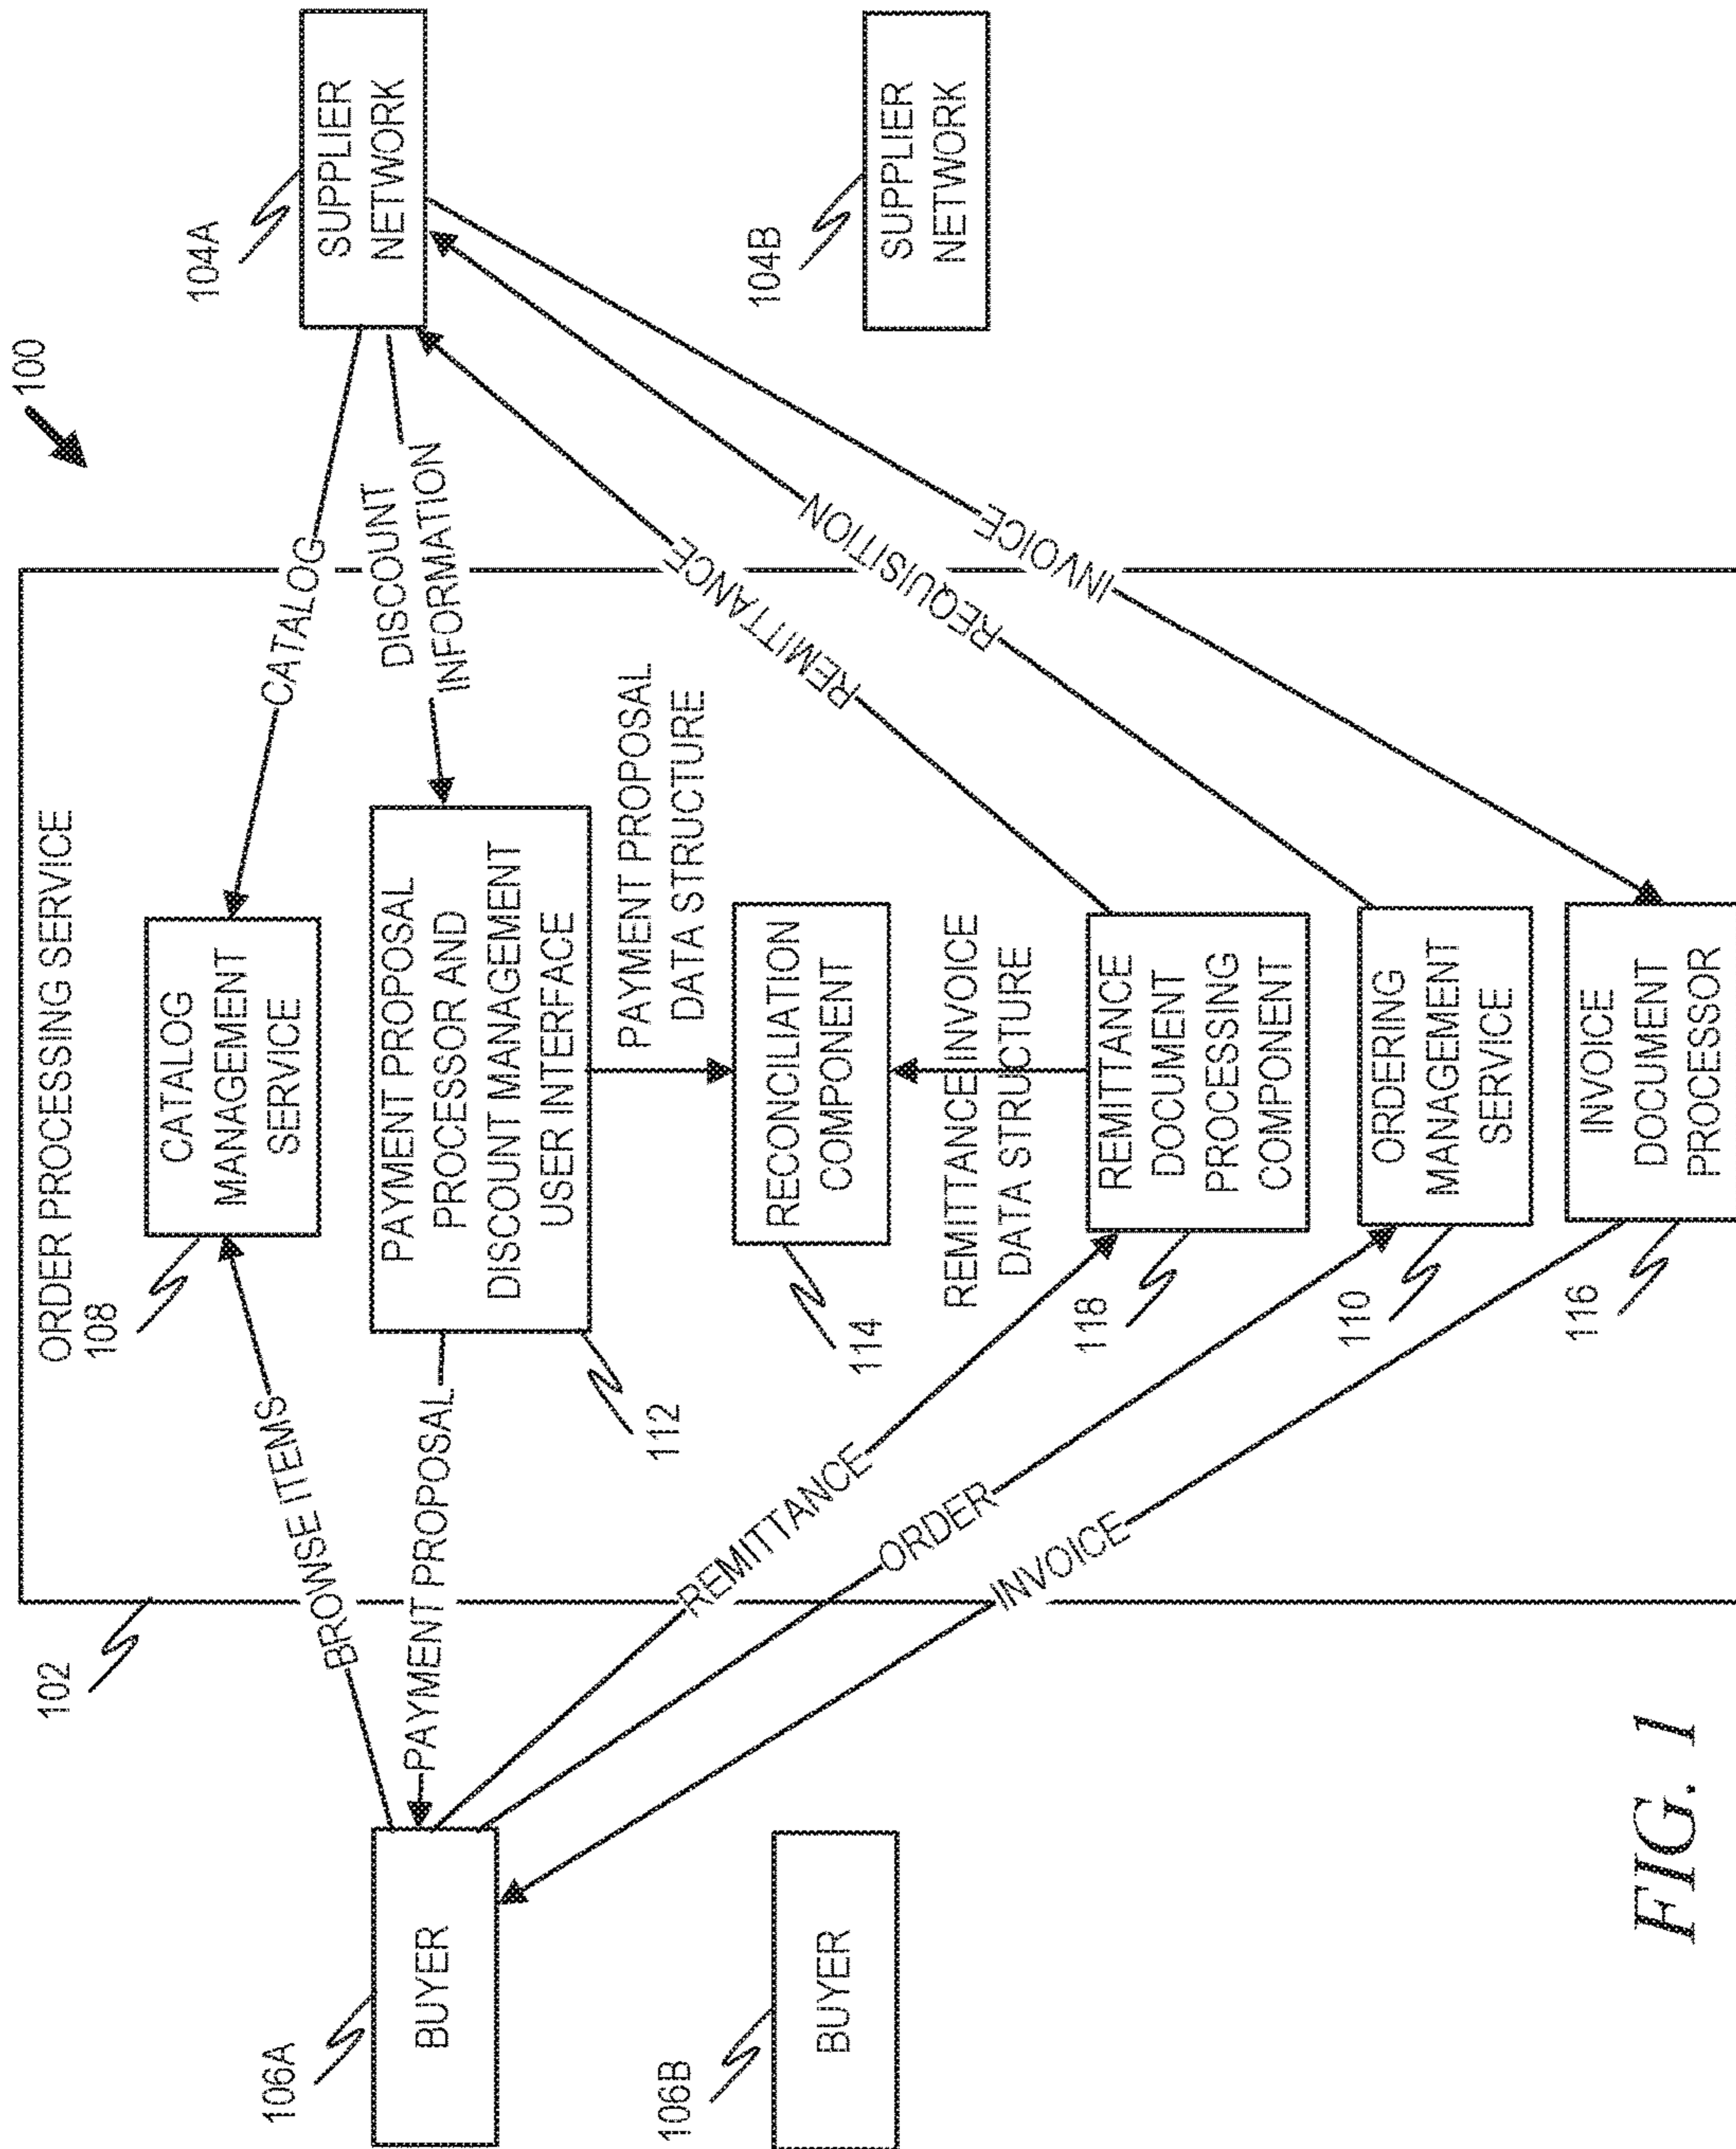 100
102
ORDER PROCESSING SERVICE
108
CATALOG
MANAGEMENT
SERVICE
BROWSE ITEMS
CATALOG
106A
BUYER
PAYMENT PROPOSAL
PAYMENT PROPOSAL
PROCESSOR AND
DISCOUNT MANAGEMENT
USER INTERFACE
112
DISCOUNT
INFORMATION
104A
SUPPLIER
NETWORK
PAYMENT PROPOSAL
DATA STRUCTURE
RECONCILIATION
COMPONENT
114
106B
BUYER
104B
SUPPLIER
NETWORK
REMITTANCE INVOICE
DATA STRUCTURE
REMITTANCE
REMITTANCE
DOCUMENT
PROCESSING
COMPONENT
118
REMITTANCE
ORDER
ORDERING
MANAGEMENT
SERVICE
110
REQUISITION
INVOICE
INVOICE
DOCUMENT
PROCESSOR
116
INVOICE
FIG. 1